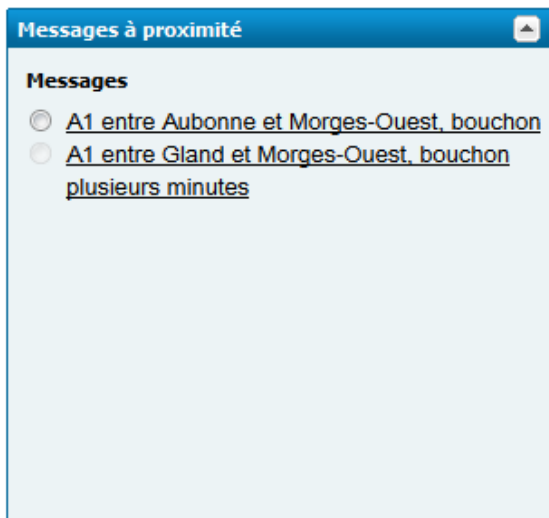 Messages à proximité
Messages
A1 entre Aubonne et Morges-Ouest, bouchon
A1 entre Gland et Morges-Ouest, bouchon
plusieurs minutes